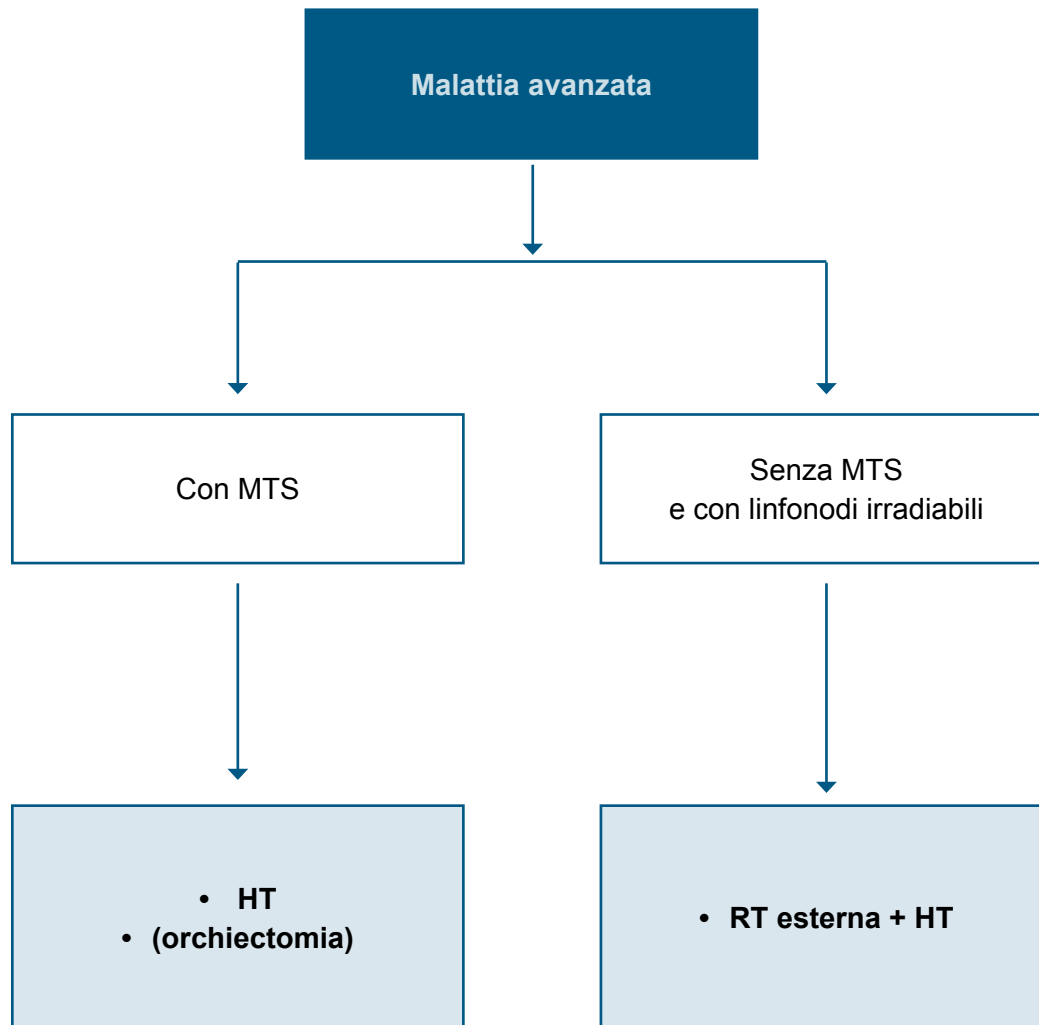 Malattia avanzata
Con MTS
Senza MTS
e con linfonodi irradiabili
• HT
• (orchiectomia)
• RT esterna + HT